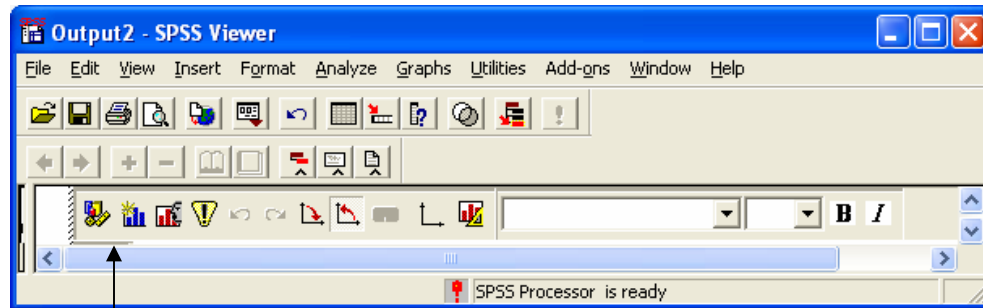 Output2 - SPSS Viewer
File Edit View Insert Format Analyze Graphs Utilities Add-ons Window Help
B I
SPSS Processor is ready